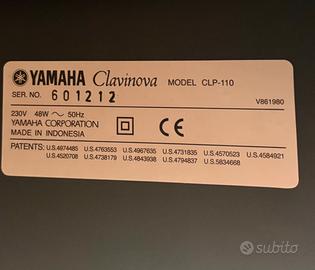 YAMAHA Clavinova MODEL CLP-110
SER. NO. 601212
V861980
230V 48W ~ 50Hz
YAMAHA CORPORATION
MADE IN INDONESIA
CE
PATENTS: U.S.4974485 U.S.4763553 U.S.4967635 U.S.4731835 U.S.4570523 U.S.4584921
U.S.4520708 U.S.4738179 U.S.4843938 U.S.4794837 U.S.5834668
subito